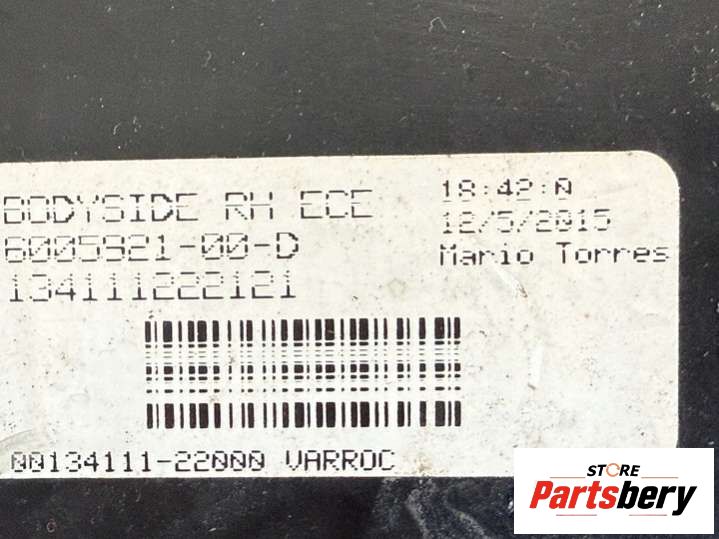 BODYSIDE RH ECE
6005921-00-D
134111222121
18:42:0
12/5/2015
Mario Torres
00134111-22000 VARROC
STORE
Partsbery